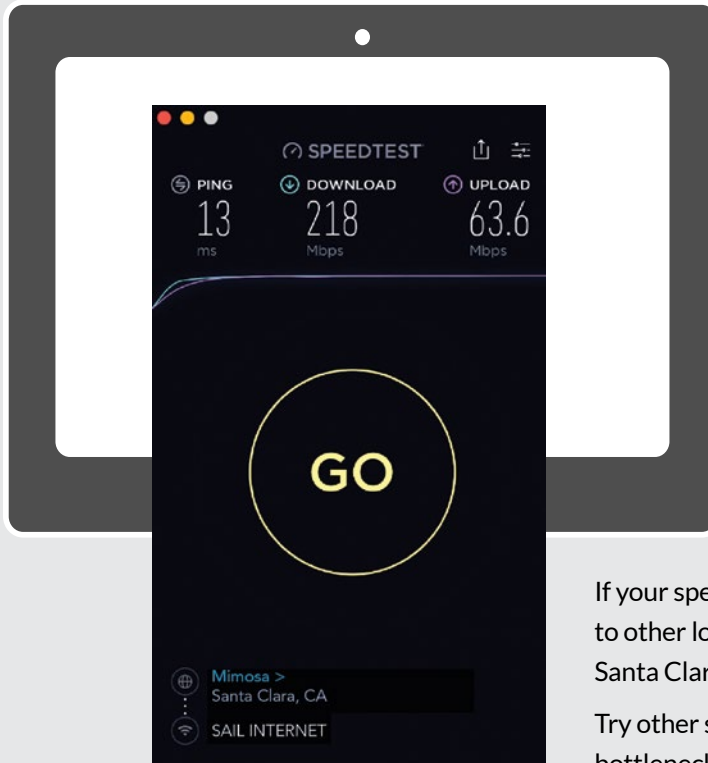 SPEEDTEST
PING DOWNLOAD UPLOAD
13 218 63.6
ms Mbps Mbps
GO
Mimosa >
Santa Clara, CA
SAIL INTERNET
If your spe
to other lo
Santa Clar
Try other s
bottleneck